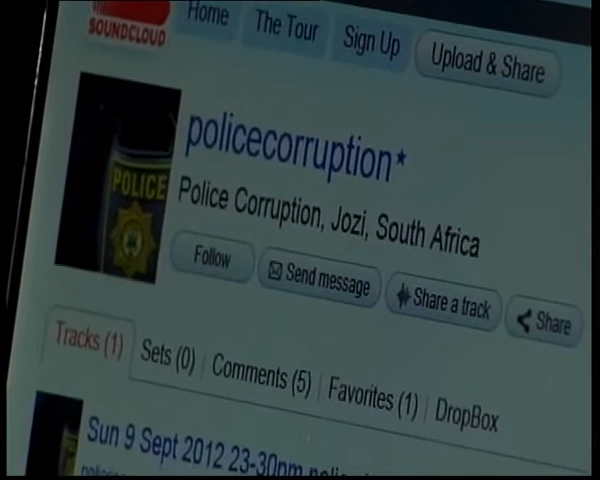 SOUNDCLOUD
Home The Tour Sign Up Upload & Share
policecorruption*
POLICE
Police Corruption, Jozi, South Africa
Follow Send message Share a track Share
Tracks (1) Sets (0) Comments (5) Favorites (1) DropBox
Sun 9 Sept 2012 23-30pm